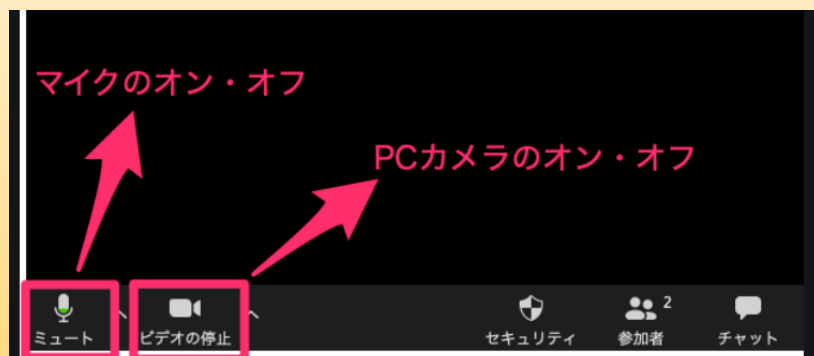 マイクのオン・オフ
PCカメラのオン・オフ
ミュート
ビデオの停止
セキュリティ
参加者
2
チャット